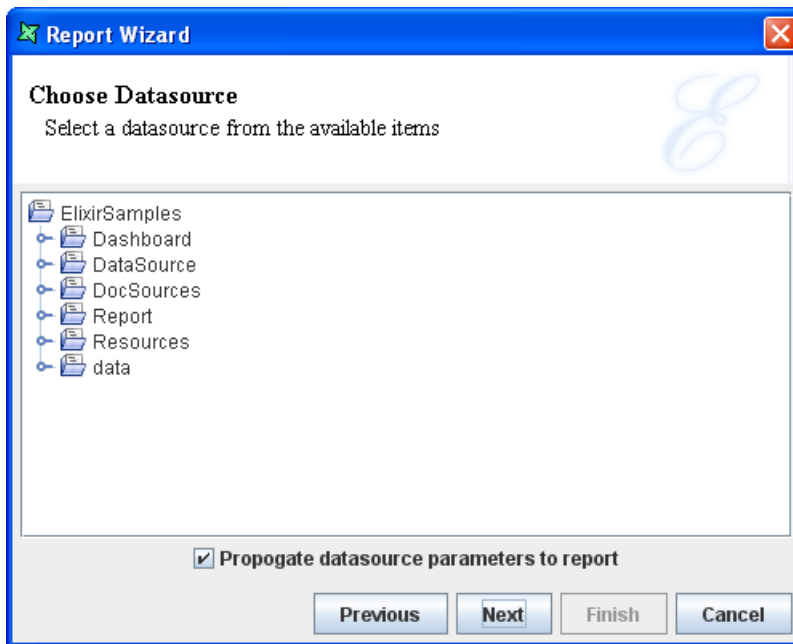 Report Wizard
Choose Datasource
Select a datasource from the available items
ElixirSamples
Dashboard
DataSource
DocSources
Report
Resources
data
Propogate datasource parameters to report
Previous Next Finish Cancel